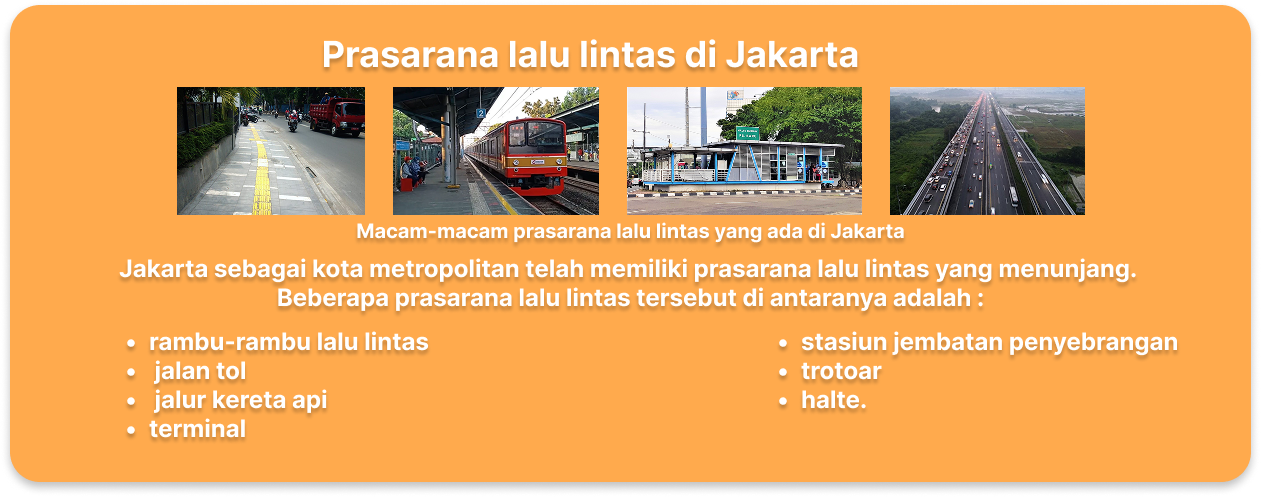 Prasarana lalu lintas di Jakarta
2
Macam-macam prasarana lalu lintas yang ada di Jakarta
Jakarta sebagai kota metropolitan telah memiliki prasarana lalu lintas yang menunjang.
Beberapa prasarana lalu lintas tersebut di antaranya adalah :
• rambu-rambu lalu lintas
• jalan tol
• jalur kereta api
• terminal
• stasiun jembatan penyebrangan
• trotoar
• halte.